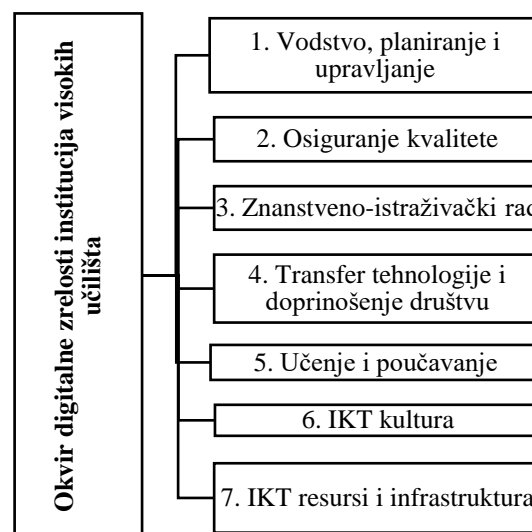 Okvir digitalne zrelosti institucija visokih
učilišta
1. Vodstvo, planiranje i
upravljanje
2. Osiguranje kvalitete
3. Znanstveno-istraživački rad
4. Transfer tehnologije i
doprinošenje društvu
5. Učenje i poučavanje
6. IKT kultura
7. IKT resursi i infrastruktura